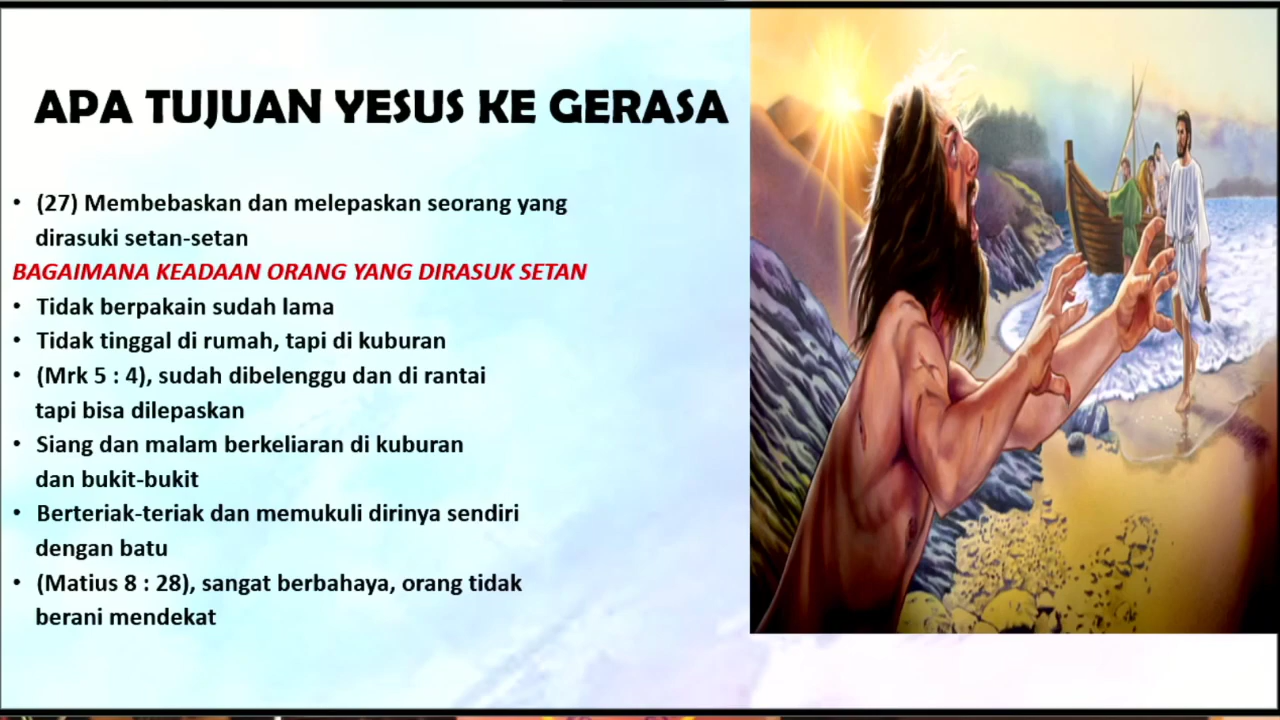 APA TUJUAN YESUS KE GERASA
• (27) Membebaskan dan melepaskan seorang yang
dirasuki setan-setan
BAGAIMANA KEADAAN ORANG YANG DIRASUK SETAN
• Tidak berpakain sudah lama
• Tidak tinggal di rumah, tapi di kuburan
• (Mrk 5 : 4), sudah dibelenggu dan di rantai
tapi bisa dilepaskan
• Siang dan malam berkeliaran di kuburan
dan bukit-bukit
• Berteriak-teriak dan memukuli dirinya sendiri
dengan batu
• (Matius 8 : 28), sangat berbahaya, orang tidak
berani mendekat